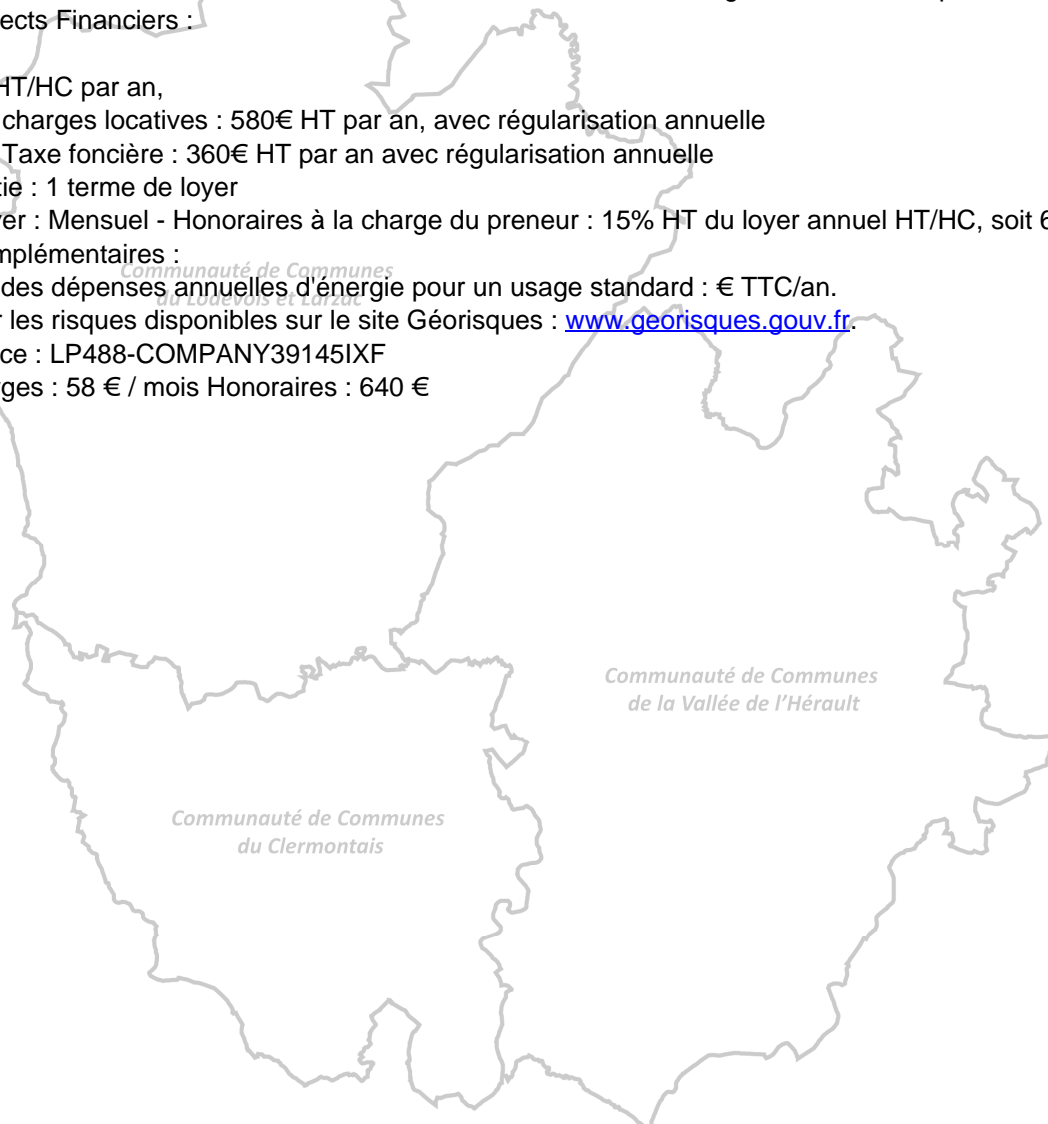 ects Financiers :
HT/HC par an,
charges locatives : 580€ HT par an, avec régularisation annuelle
Taxe foncière : 360€ HT par an avec régularisation annuelle
tie : 1 terme de loyer
er : Mensuel - Honoraires à la charge du preneur : 15% HT du loyer annuel HT/HC, soit 6
mplémentaires :
Communauté de Communes
des dépenses annuelles d'énergie pour un usage standard : € TTC/an.
du Lodévois et Larzac
r les risques disponibles sur le site Géorisques : www.georisques.gouv.fr.
ce : LP488-COMPANY39145IXF
rges : 58 € / mois Honoraires : 640 €
Communauté de Communes
de la Vallée de l'Hérault
Communauté de Communes
du Clermontais